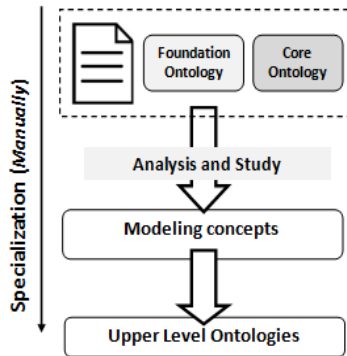 Foundation
Ontology
Core
Ontology
Analysis and Study
Modeling concepts
Upper Level Ontologies
Specialization (Manually)